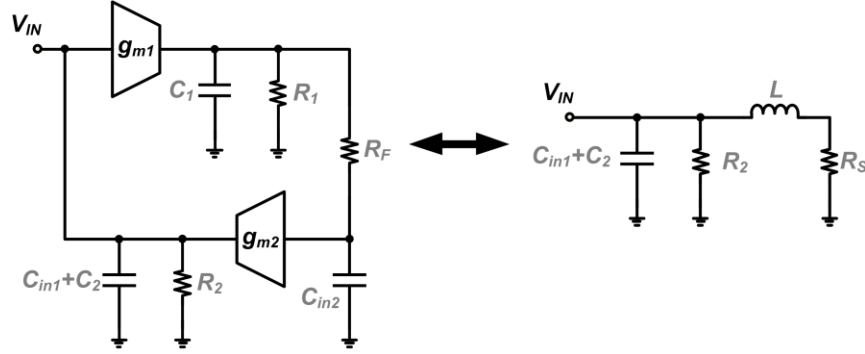 V_IN
g_m1
C_1
R_1
R_F
g_m2
C_in1+C_2
R_2
C_in2
V_IN
L
C_in1+C_2
R_2
R_S